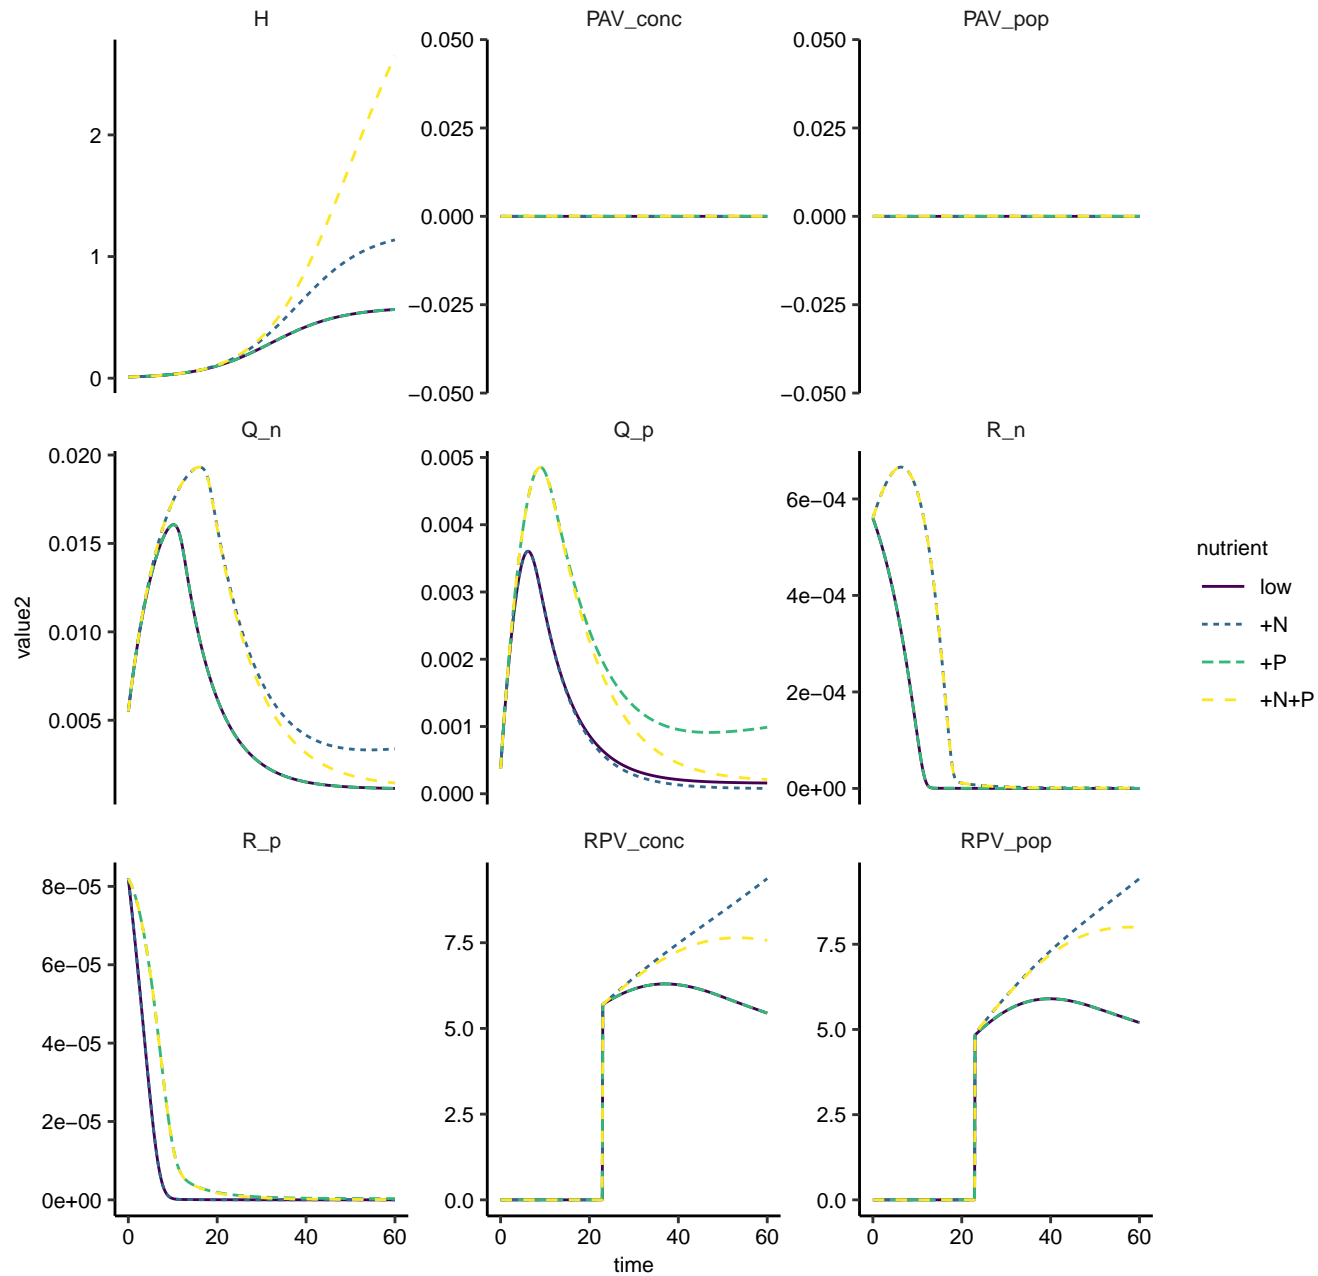 H
PAV_conc
PAV_pop
2
1
0
0.050
0.025
0.000
−0.025
−0.050
0.050
0.025
0.000
−0.025
−0.050
Q_n
Q_p
R_n
value2
0.020
0.015
0.010
0.005
0.005
0.004
0.003
0.002
0.001
0.000
6e−04
4e−04
2e−04
0e+00
nutrient
low
+N
+P
+N+P
R_p
RPV_conc
RPV_pop
8e−05
6e−05
4e−05
2e−05
0e+00
7.5
5.0
2.5
0.0
7.5
5.0
2.5
0.0
0 20 40 60
0 20 40 60
0 20 40 60
time